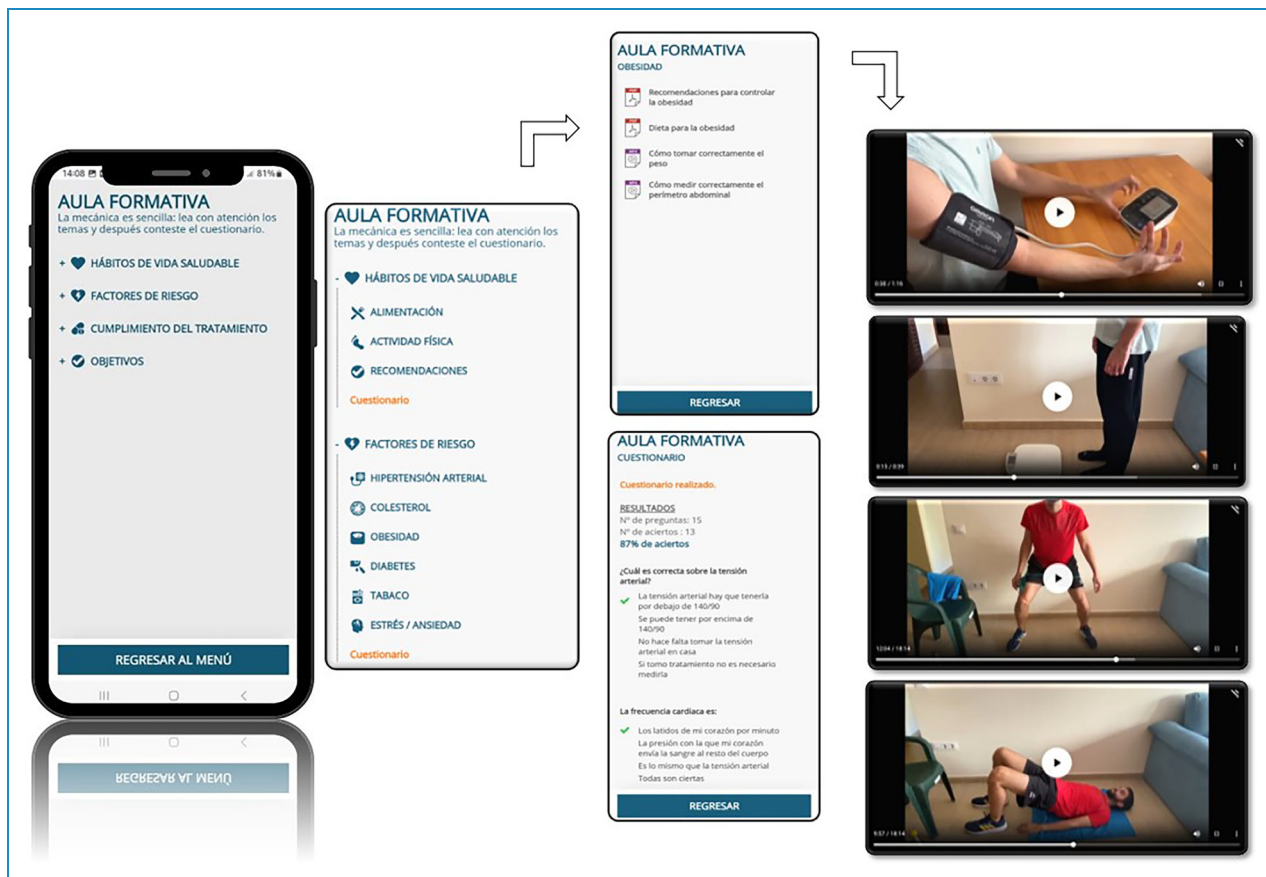 14:08
81%
AULA FORMATIVA
La mecánica es sencilla: lea con atención los
temas y después conteste el cuestionario.
+ HÁBITOS DE VIDA SALUDABLE
+ FACTORES DE RIESGO
+ CUMPLIMIENTO DEL TRATAMIENTO
+ OBJETIVOS
REGRESAR AL MENÚ
REGRESAR AL MENÚ
AULA FORMATIVA
La mecánica es sencilla: lea con atención los
temas y después conteste el cuestionario.
- HÁBITOS DE VIDA SALUDABLE
ALIMENTACIÓN
ACTIVIDAD FÍSICA
RECOMENDACIONES
Cuestionario
- FACTORES DE RIESGO
HIPERTENSIÓN ARTERIAL
COLESTEROL
OBESIDAD
DIABETES
TABACO
ESTRÉS / ANSIEDAD
Cuestionario
AULA FORMATIVA
OBESIDAD
PDF
Recomendaciones para controlar
la obesidad
PDF
Dieta para la obesidad
MP4
Cómo tomar correctamente el
peso
MP4
Cómo medir correctamente el
perímetro abdominal
REGRESAR
AULA FORMATIVA
CUESTIONARIO
Cuestionario realizado.
RESULTADOS
Nº de preguntas: 15
Nº de aciertos : 13
87% de aciertos
¿Cuál es correcta sobre la tensión
arterial?
La tensión arterial hay que tenerla
por debajo de 140/90
Se puede tener por encima de
140/90
No hace falta tomar la tensión
arterial en casa
Si tomo tratamiento no es necesario
medirla
La frecuencia cardíaca es:
Los latidos de mi corazón por minuto
La presión con la que mi corazón
envía la sangre al resto del cuerpo
Es lo mismo que la tensión arterial
Todas son ciertas
REGRESAR
OMRON
0:38 / 1:16
0:15 / 0:39
12:04 / 18:14
9:57 / 18:14